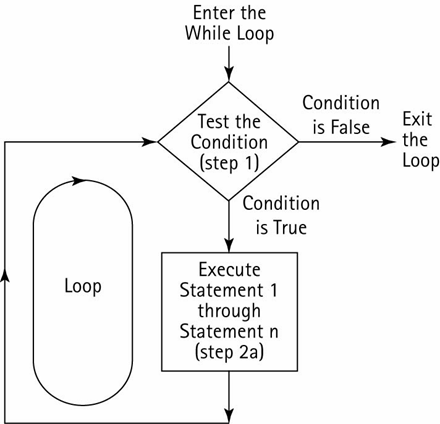 Enter the
While Loop
Test the
Condition
(step 1)
Condition
is False
Exit
the
Loop
Condition
is True
Loop
Execute
Statement 1
through
Statement n
(step 2a)